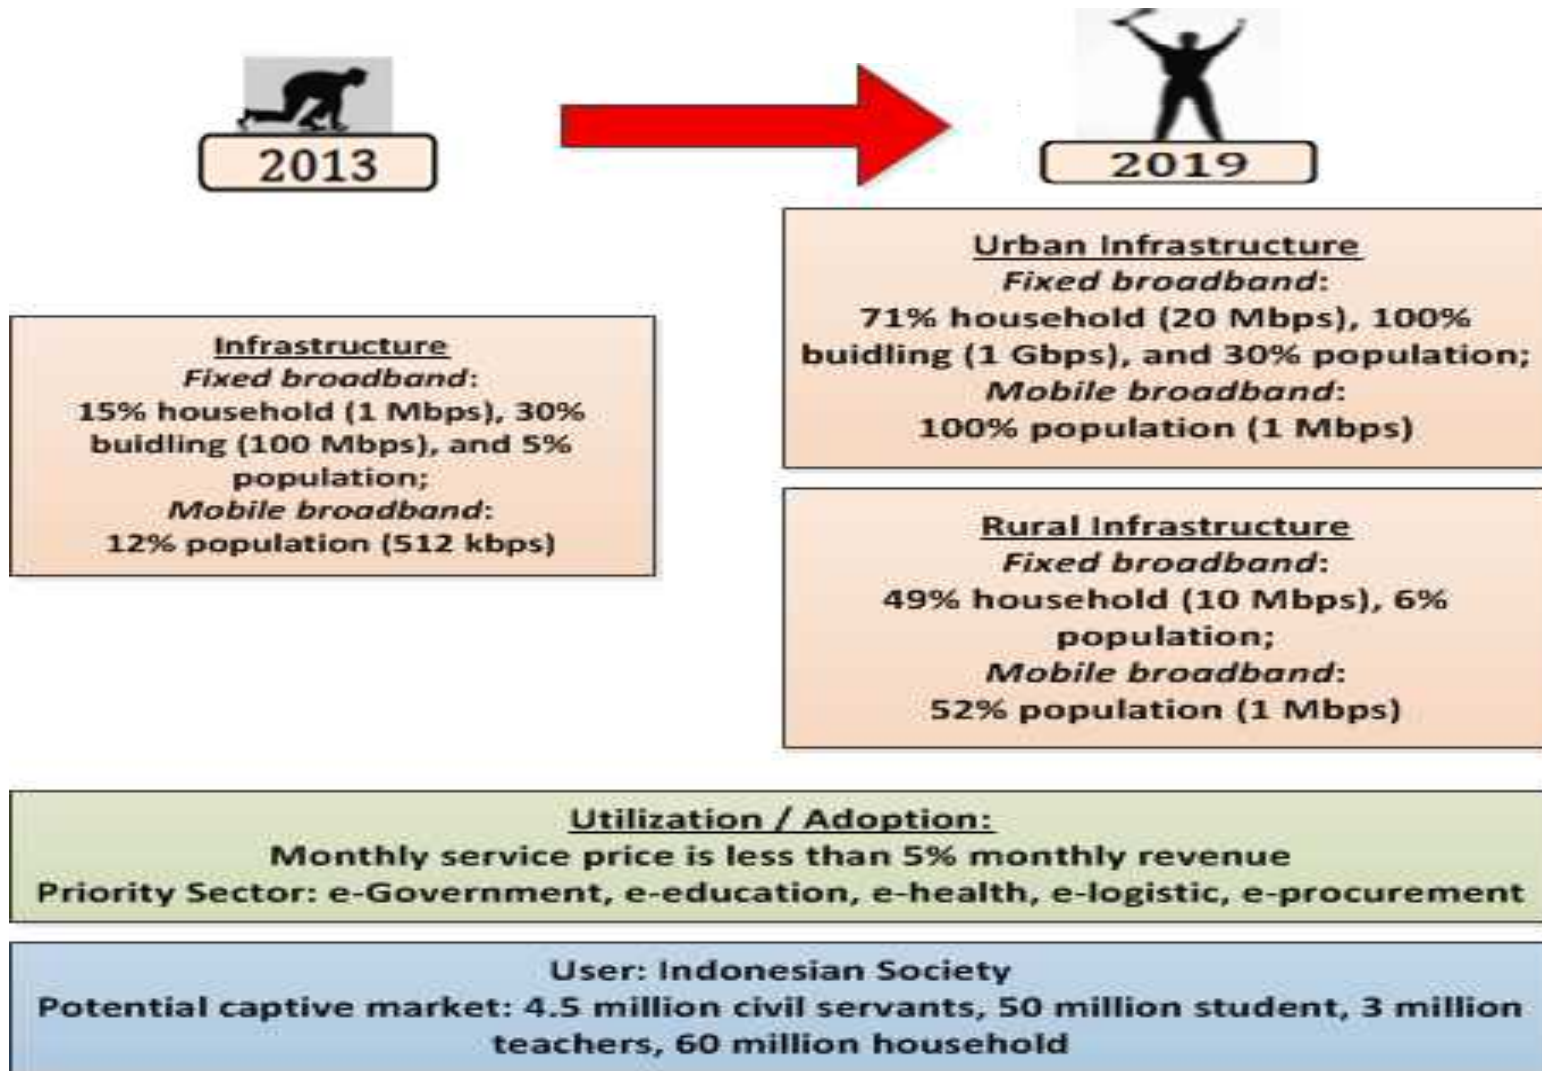 2013
2019
Infrastructure
Fixed broadband:
15% household (1 Mbps), 30%
buidling (100 Mbps), and 5%
population;
Mobile broadband:
12% population (512 kbps)
Urban Infrastructure
Fixed broadband:
71% household (20 Mbps), 100%
buidling (1 Gbps), and 30% population;
Mobile broadband:
100% population (1 Mbps)
Rural Infrastructure
Fixed broadband:
49% household (10 Mbps), 6%
population;
Mobile broadband:
52% population (1 Mbps)
Utilization / Adoption:
Monthly service price is less than 5% monthly revenue
Priority Sector: e-Government, e-education, e-health, e-logistic, e-procurement
User: Indonesian Society
Potential captive market: 4.5 million civil servants, 50 million student, 3 million
teachers, 60 million household